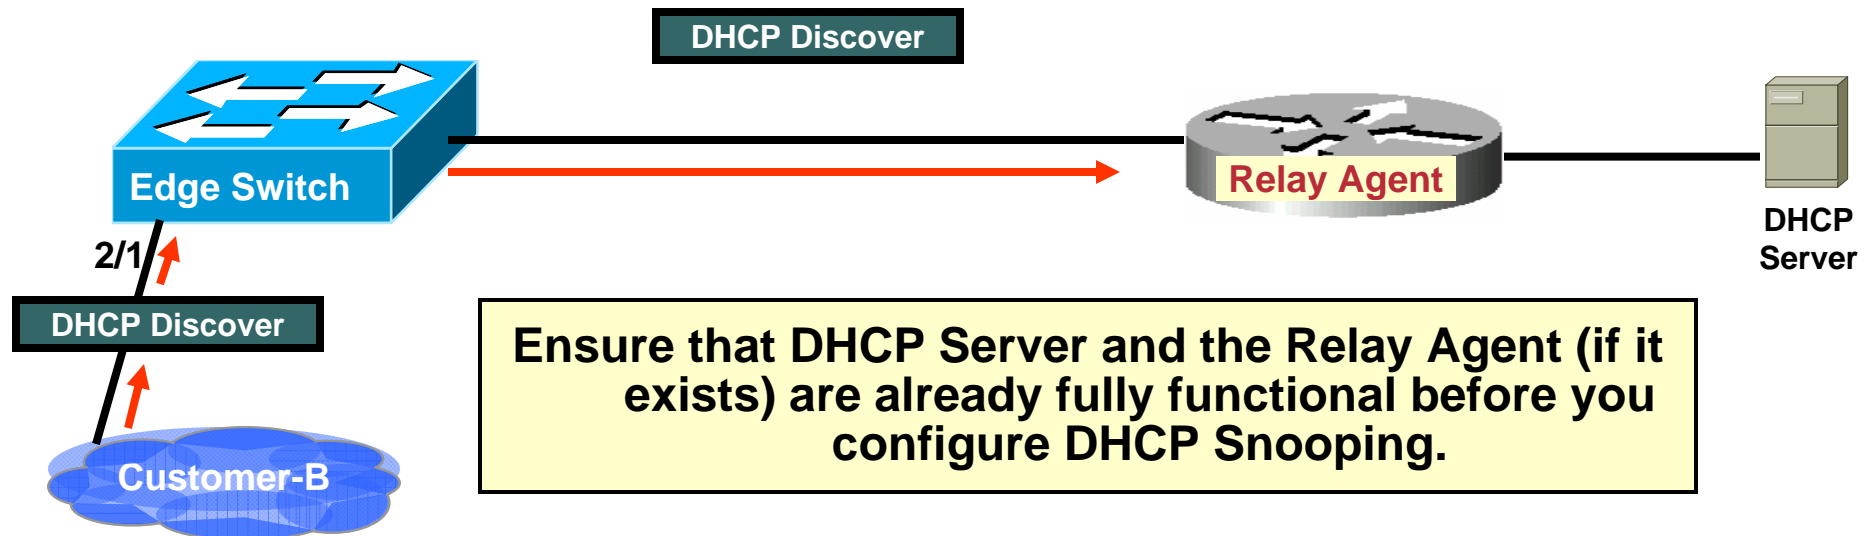 DHCP Discover
Edge Switch
Relay Agent
DHCP
Server
2/1
DHCP Discover
Customer-B
Ensure that DHCP Server and the Relay Agent (if it
exists) are already fully functional before you
configure DHCP Snooping.